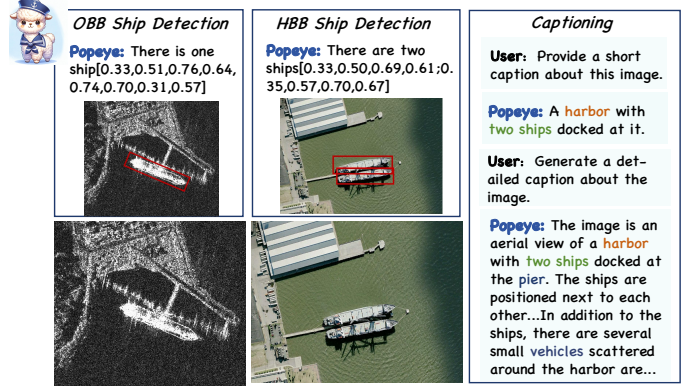 OBB Ship Detection
Popeye: There is one
ship[0.33,0.51,0.76,0.64,
0.74,0.70,0.31,0.57]
HBB Ship Detection
Popeye: There are two
ships[0.33,0.50,0.69,0.61;0.
35,0.57,0.70,0.67]
Captioning
User: Provide a short
caption about this image.
Popeye: A harbor with
two ships docked at it.
User: Generate a det-
ailed caption about the
image.
Popeye: The image is an
aerial view of a harbor
with two ships docked at
the pier. The ships are
positioned next to each
other...In addition to the
ships, there are several
small vehicles scattered
around the harbor are...